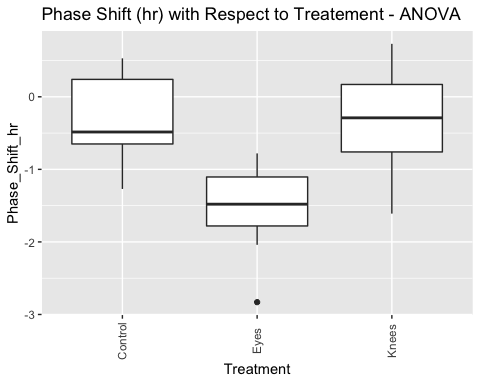 Phase Shift (hr) with Respect to Treatement - ANOVA
Phase_Shift_hr
0
-1
-2
-3
Control
Eyes
Knees
Treatment